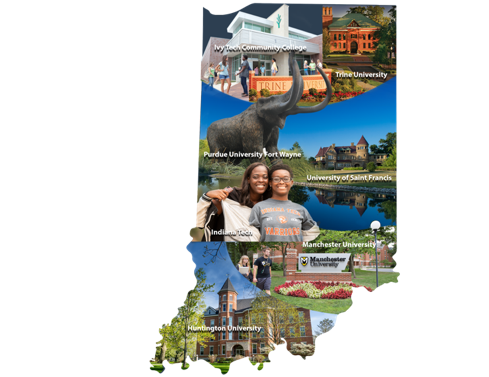 Ivy Tech Community College
Trine University
TRINE
Purdue University Fort Wayne
University of Saint Francis
Indiana Tech
Manchester University
Manchester
University
Huntington University